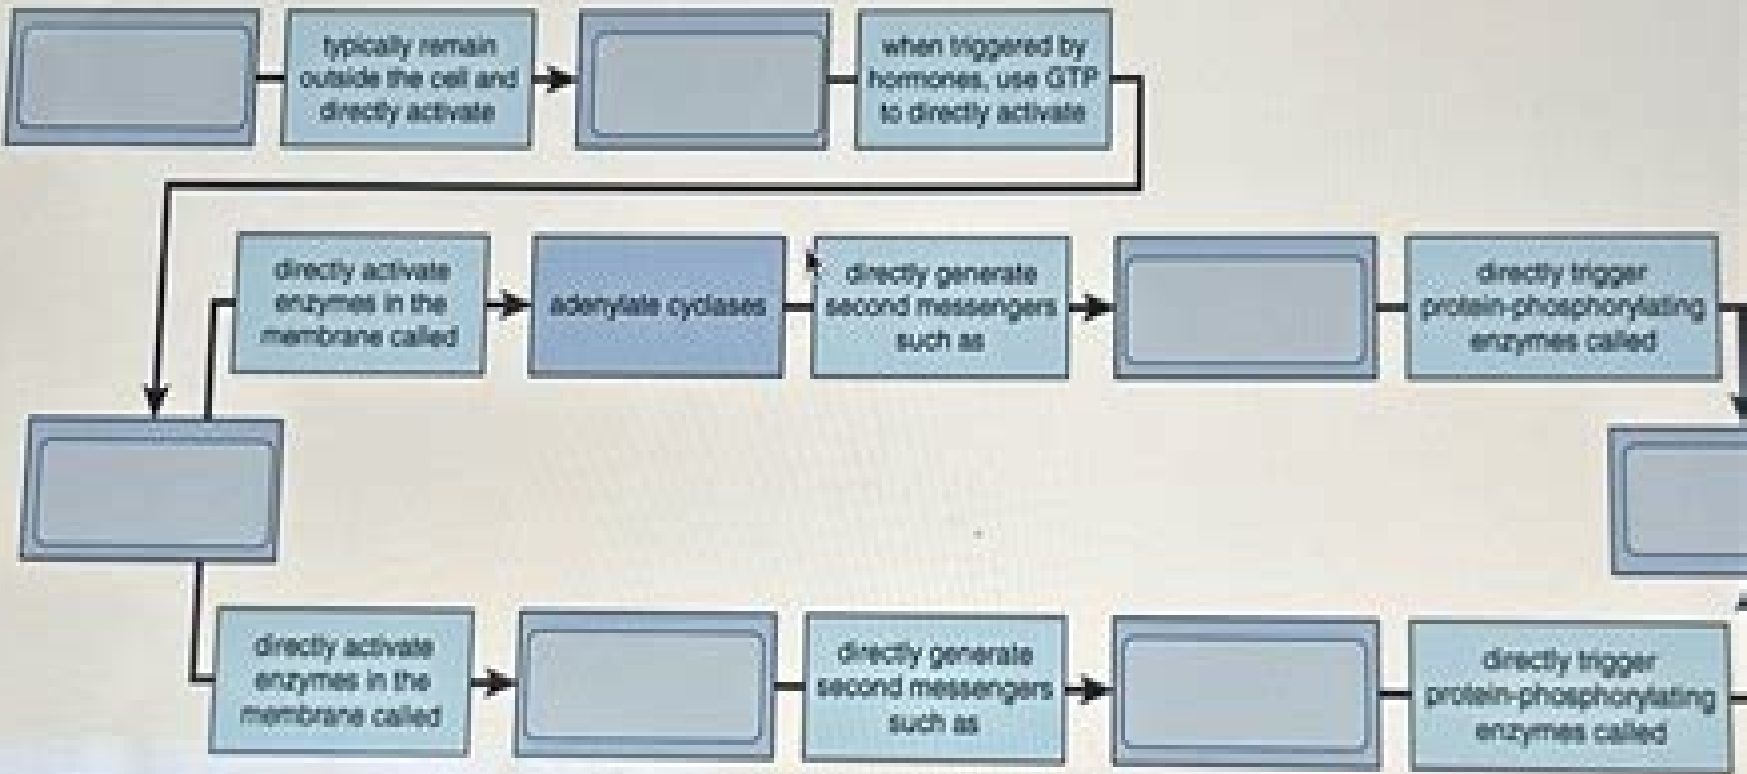 typically remain
outside the cell and
directly activate
when triggered by
hormones, use GTP
to directly activate
directly activate
enzymes in the
membrane called
adenylate cyclases
directly generate
second messengers
such as
directly trigger
protein-phosphorylating
enzymes called
directly activate
enzymes in the
membrane called
directly generate
second messengers
such as
directly trigger
protein-phosphorylating
enzymes called